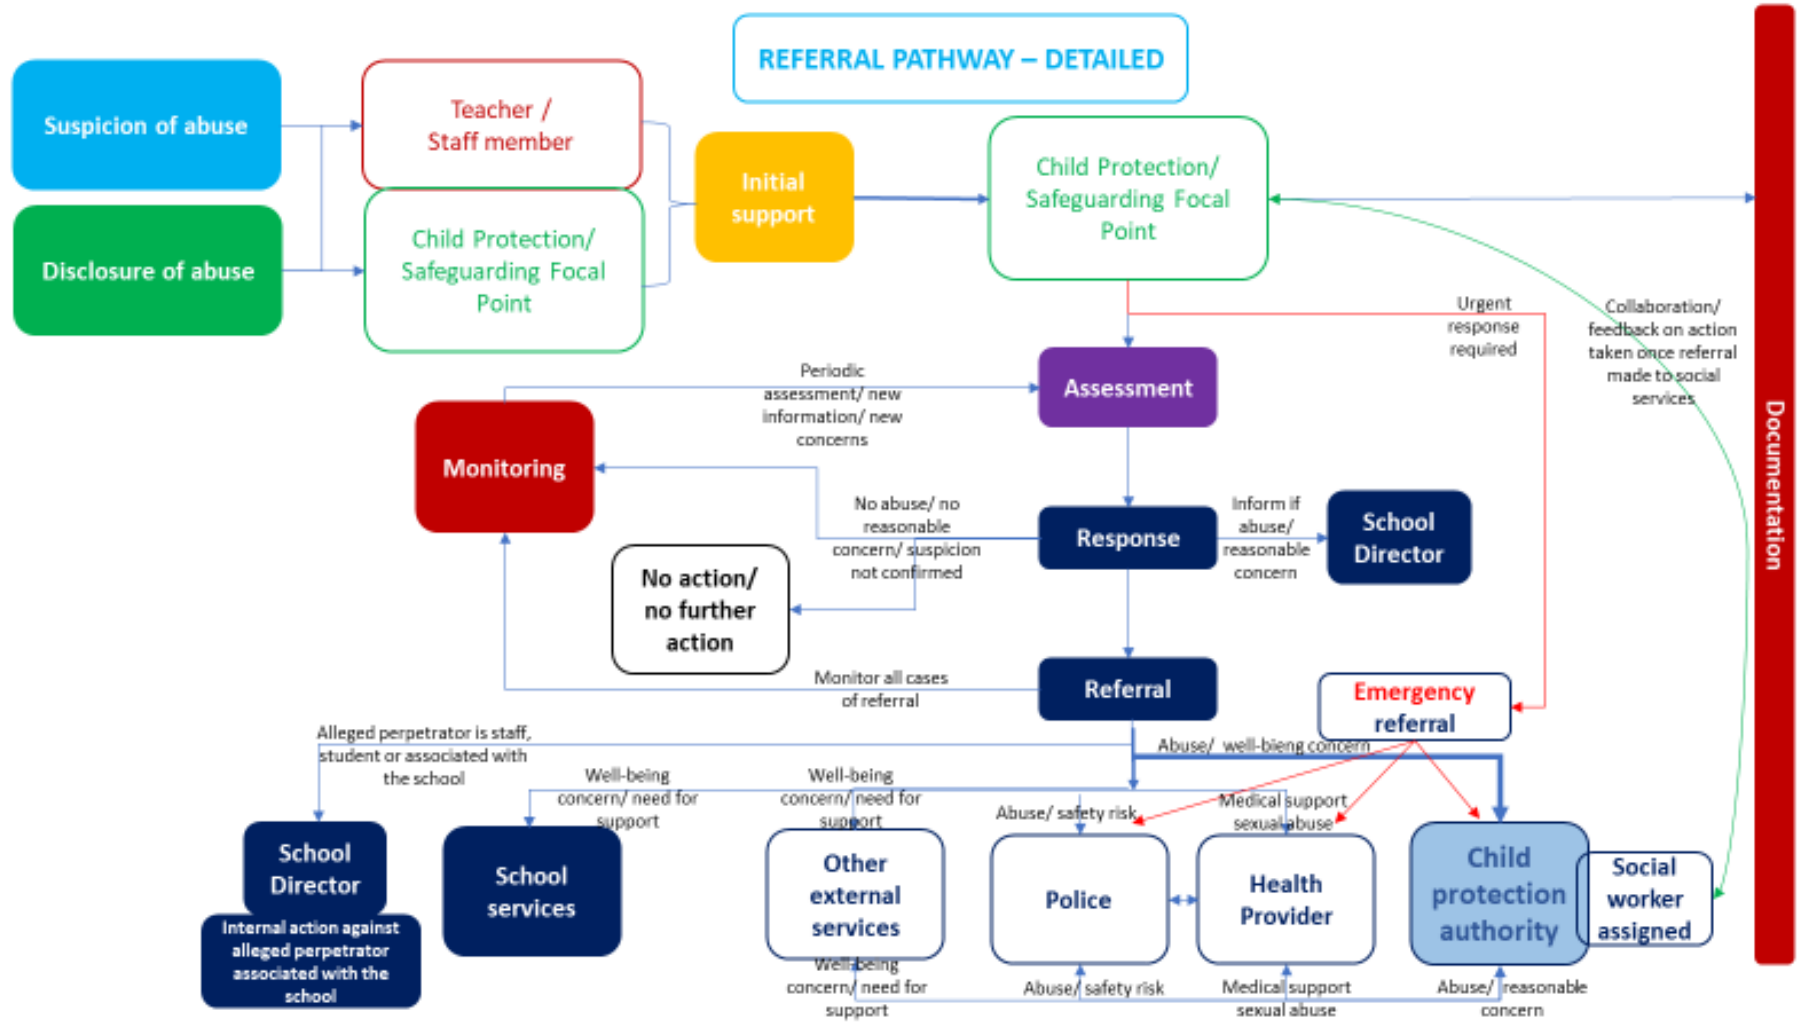 REFERRAL PATHWAY – DETAILED
Suspicion of abuse
Disclosure of abuse
Teacher /
Staff member
Child Protection/
Safeguarding Focal
Point
Initial
support
Child Protection/
Safeguarding Focal
Point
Documentation
Urgent
response
required
Collaboration/
feedback on action
taken once referral
made to social
services
Periodic
assessment/ new
information/ new
concerns
Assessment
Monitoring
No abuse/ no
reasonable
concern/ suspicion
not confirmed
Response
Inform if
abuse/
reasonable
concern
School
Director
No action/
no further
action
Monitor all cases
of referral
Referral
Emergency
referral
Alleged perpetrator is staff,
student or associated with
the school
Well-being
concern/ need for
support
Well-being
concern/ need for
support
Abuse/ safety risk
Abuse/ well-bieng concern
Medical support
sexual abuse
School
Director
Internal action against
alleged perpetrator
associated with the
school
School
services
Other
external
services
Police
Health
Provider
Child
protection
authority
Social
worker
assigned
Well-being
concern/ need for
support
Abuse/ safety risk
Medical support
sexual abuse
Abuse/ reasonable
concern